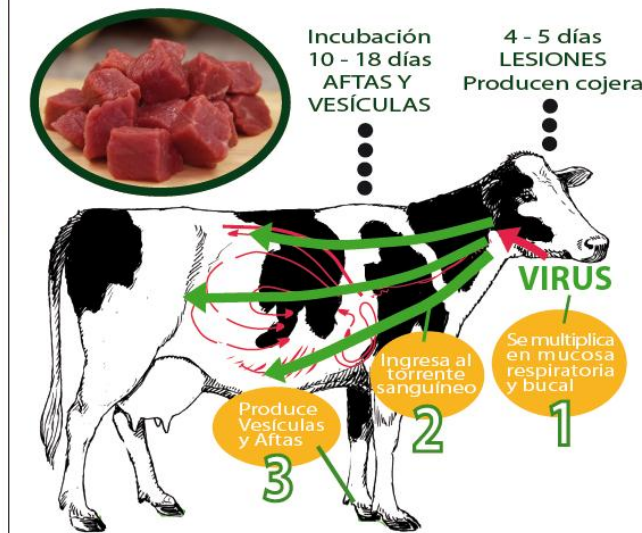 Incubación
10 - 18 días
AFTAS Y
VESÍCULAS
4 - 5 días
LESIONES
Producen cojera
VIRUS
Se multiplica
en mucosa
respiratoria
y bucal
1
Ingresa al
torrente
sanguíneo
2
Produce
Vesículas
y Aftas
3